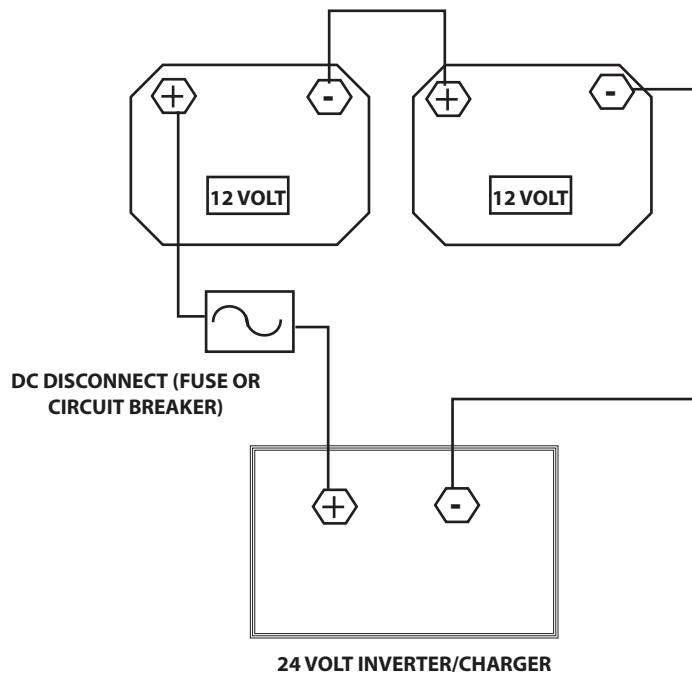 +
-
+
-
12 VOLT
12 VOLT
DC DISCONNECT (FUSE OR
CIRCUIT BREAKER)
+
-
24 VOLT INVERTER/CHARGER